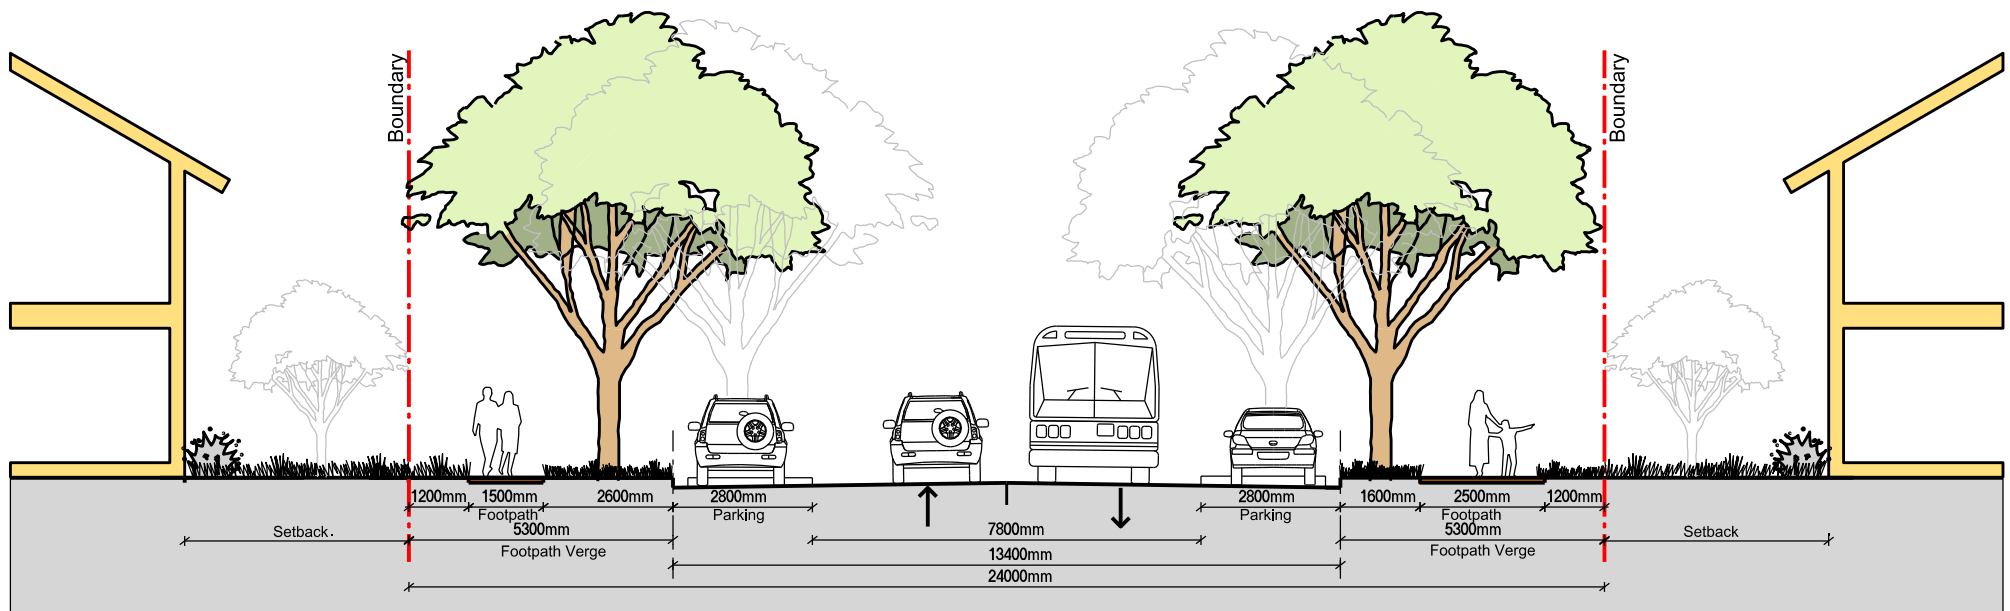 Boundary
Boundary
1200mm 1500mm 2600mm 2800mm 2800mm 1600mm 2500mm 1200mm
Footpath Parking Parking Footpath
Setback. 5300mm 7800mm 5300mm Setback
Footpath Verge 13400mm Footpath Verge
24000mm